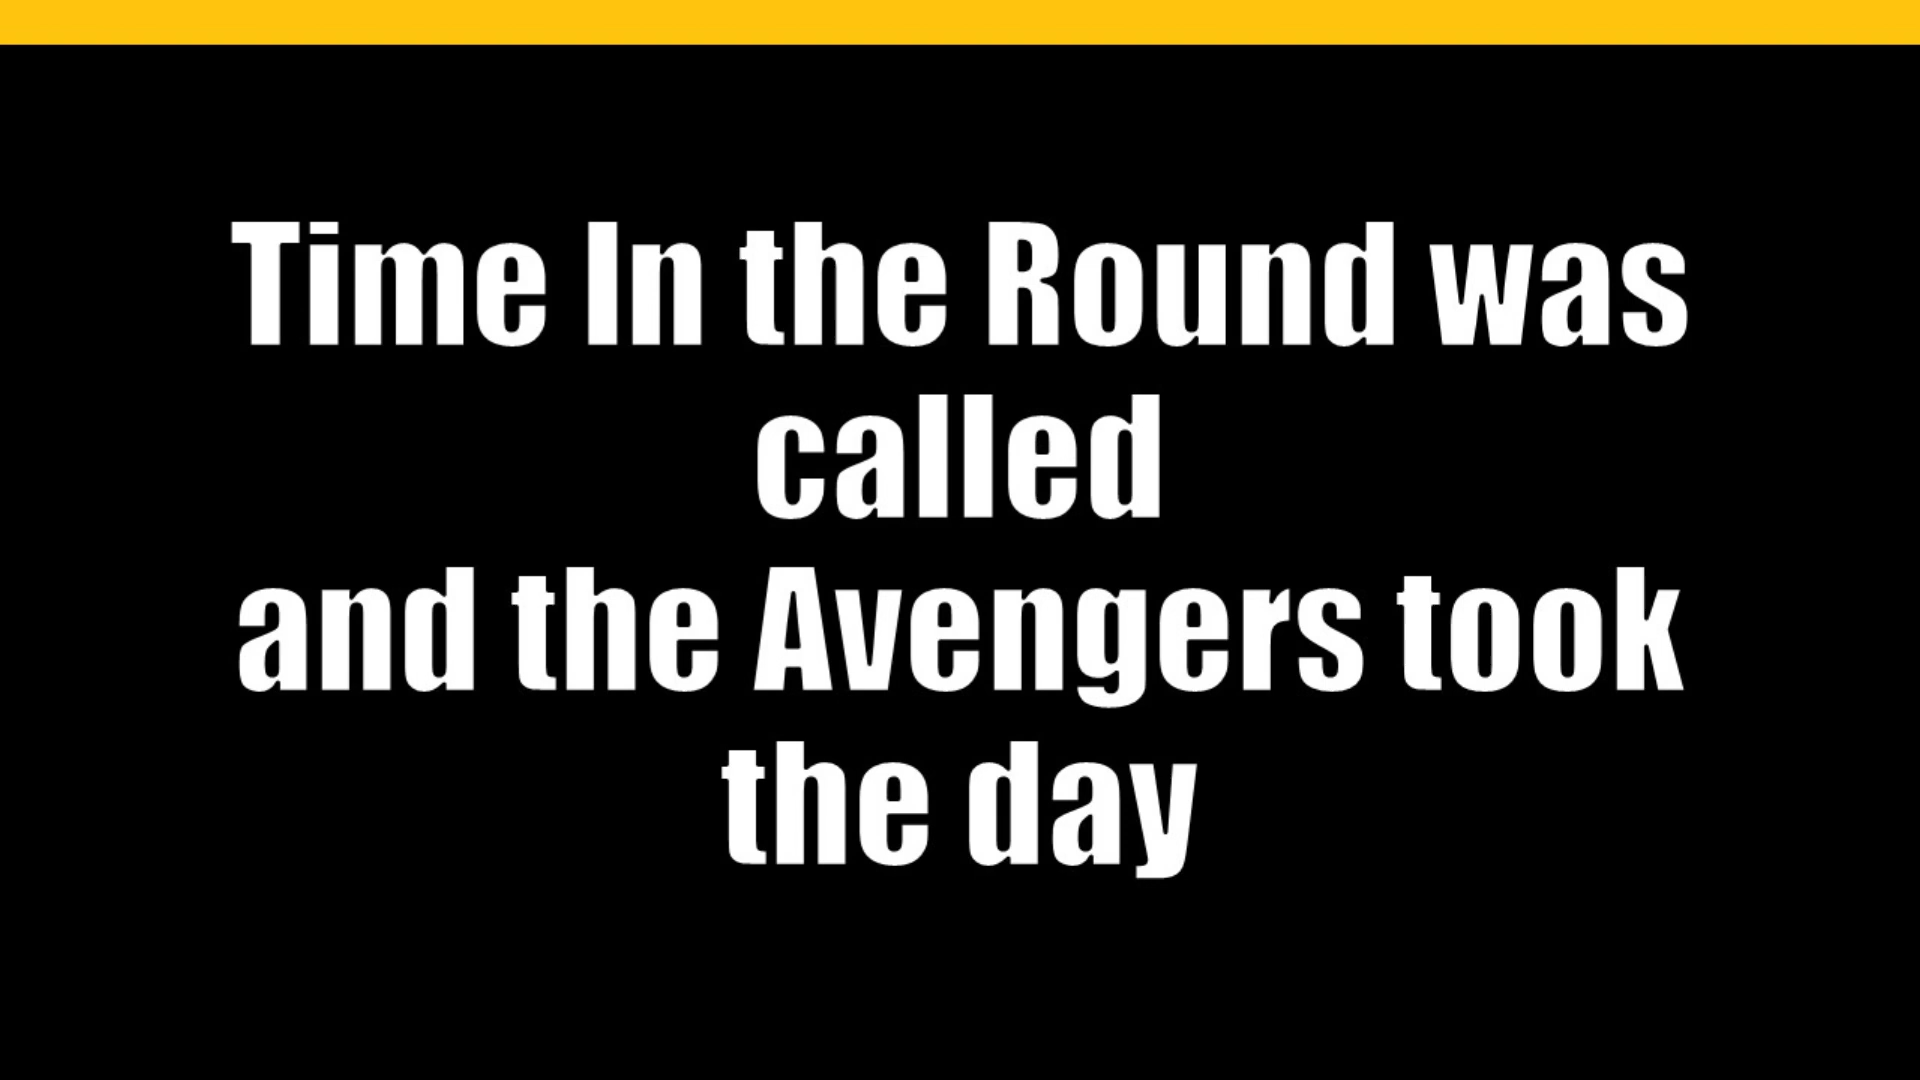 Time In the Round was
called
and the Avengers took
the day